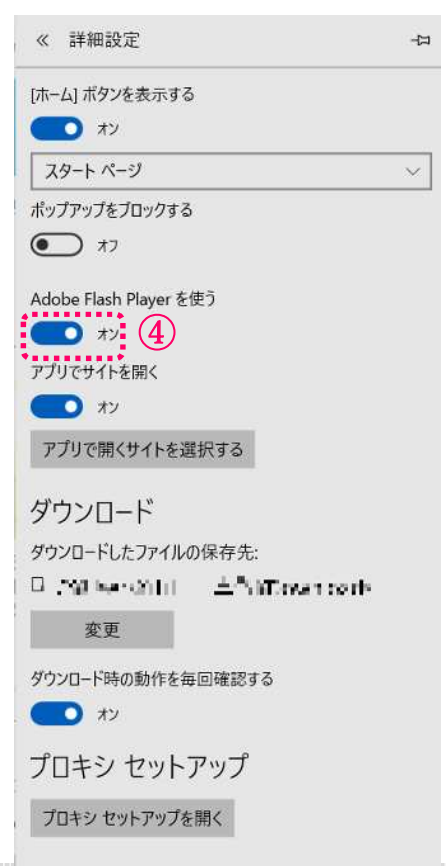 « 詳細設定
[ホーム] ボタンを表示する
オン
スタート ページ
ポップアップをブロックする
オフ
Adobe Flash Player を使う
オン ④
アプリでサイトを開く
オン
アプリで開くサイトを選択する
ダウンロード
ダウンロードしたファイルの保存先:
変更
ダウンロード時の動作を毎回確認する
オン
プロキシ セットアップ
プロキシ セットアップを開く